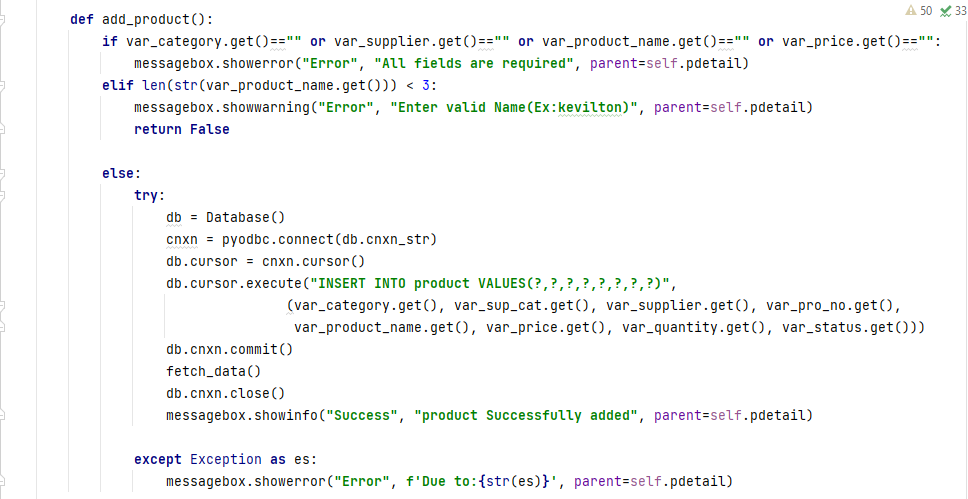 50 33
def add_product():
if var_category.get()=="" or var_supplier.get()=="" or var_product_name.get()=="" or var_price.get()=="":
messagebox.showerror("Error", "All fields are required", parent=self.pdetail)
elif len(str(var_product_name.get())) < 3:
messagebox.showwarning("Error", "Enter valid Name(Ex:kevilton)", parent=self.pdetail)
return False
else:
try:
db = Database()
cnxn = pyodbc.connect(db.cnxn_str)
db.cursor = cnxn.cursor()
db.cursor.execute("INSERT INTO product VALUES(?,?,?,?,?,?,?,?)",
(var_category.get(), var_sup_cat.get(), var_supplier.get(), var_pro_no.get(),
var_product_name.get(), var_price.get(), var_quantity.get(), var_status.get()))
db.cnxn.commit()
fetch_data()
db.cnxn.close()
messagebox.showinfo("Success", "product Successfully added", parent=self.pdetail)
except Exception as es:
messagebox.showerror("Error", f'Due to:{str(es)}', parent=self.pdetail)